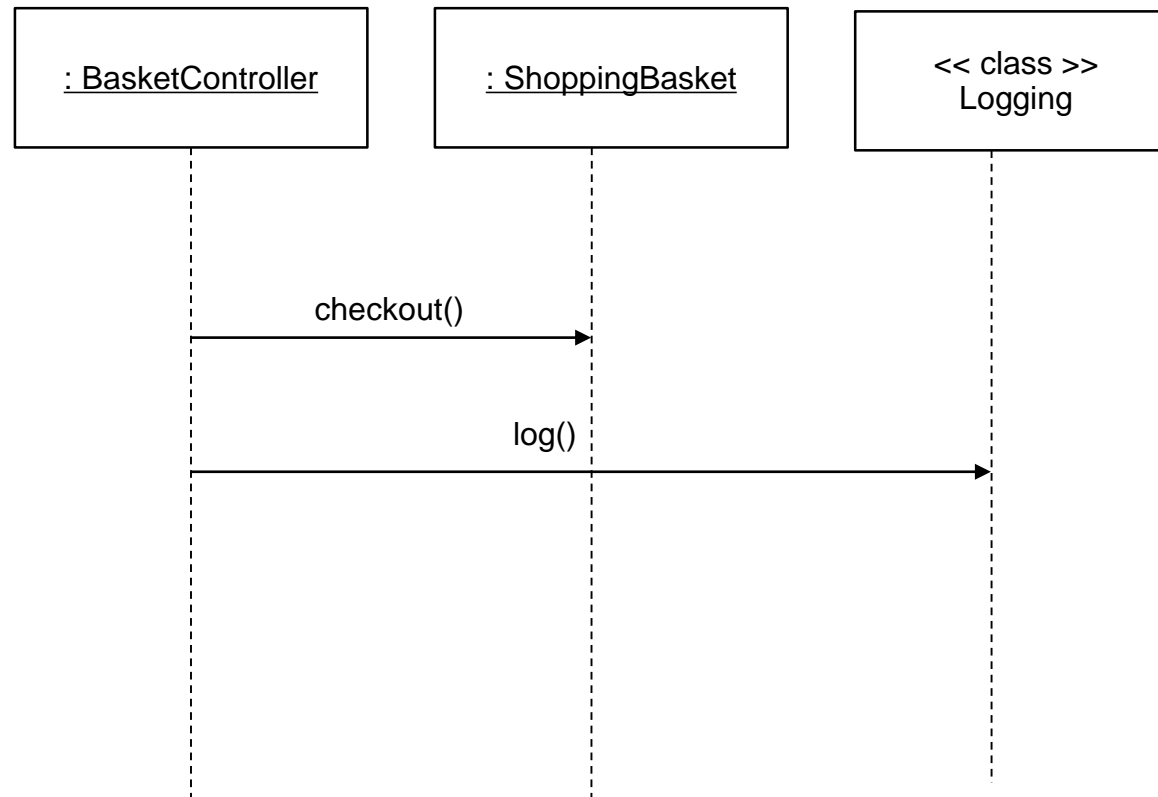 : BasketController
: ShoppingBasket
<< class >>
Logging
checkout()
log()